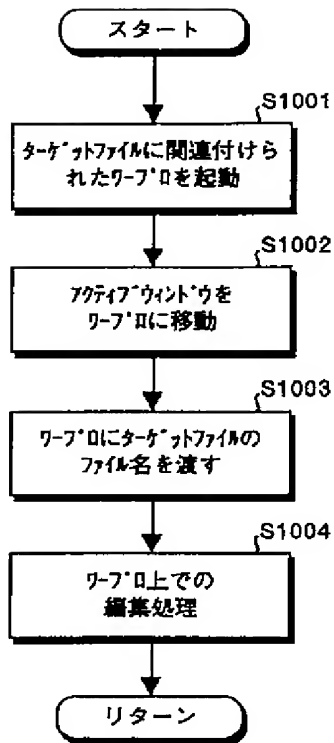 スタート
S1001
ターゲットファイルに関連付けら
れたワープロを起動
S1002
アクティブウィンドウを
ワープロに移動
S1003
ワープロにターゲットファイルの
ファイル名を渡す
S1004
ワープロ上での
編集処理
リターン